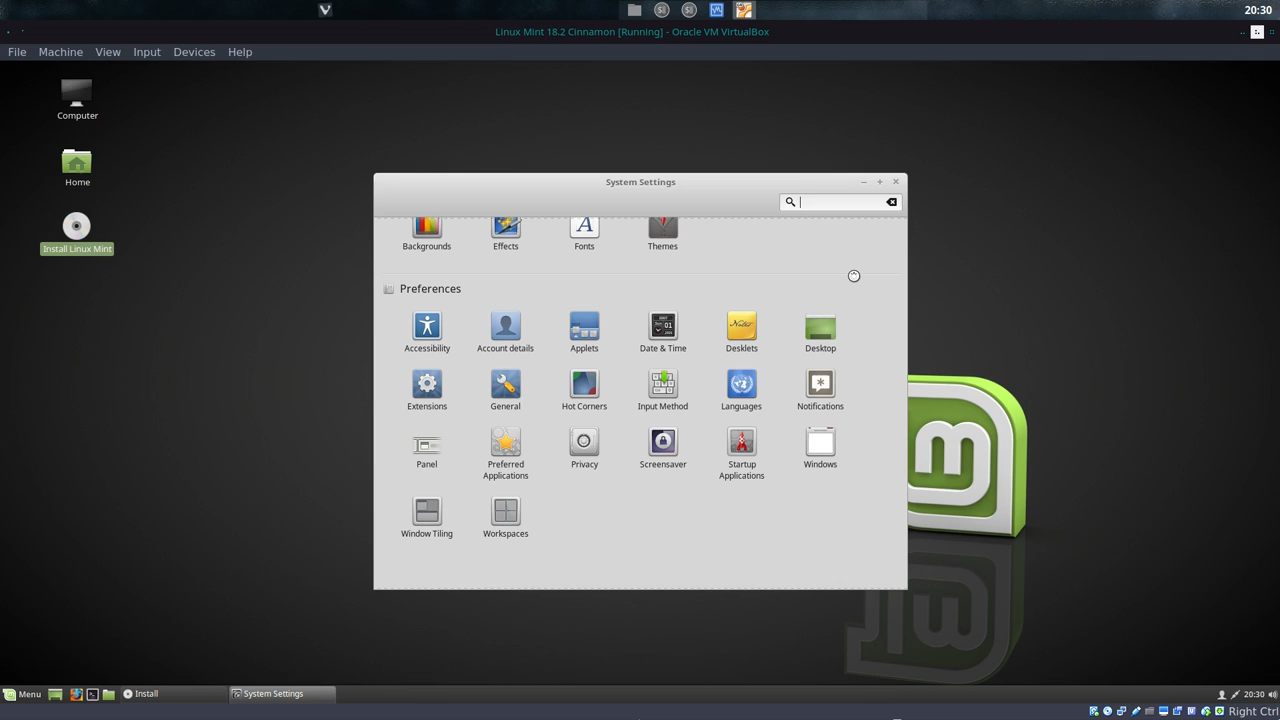 20:30
Linux Mint 18.2 Cinnamon [Running] - Oracle VM VirtualBox
File Machine View Input Devices Help
Computer
Home
Install Linux Mint
System Settings
Backgrounds Effects Fonts Themes
Preferences
Accessibility Account details Applets Date & Time Desklets Desktop
Extensions General Hot Corners Input Method Languages Notifications
Panel Preferred Applications Privacy Screensaver Startup Applications Windows
Window Tiling Workspaces
Menu Install System Settings 20:30
Right Ctrl